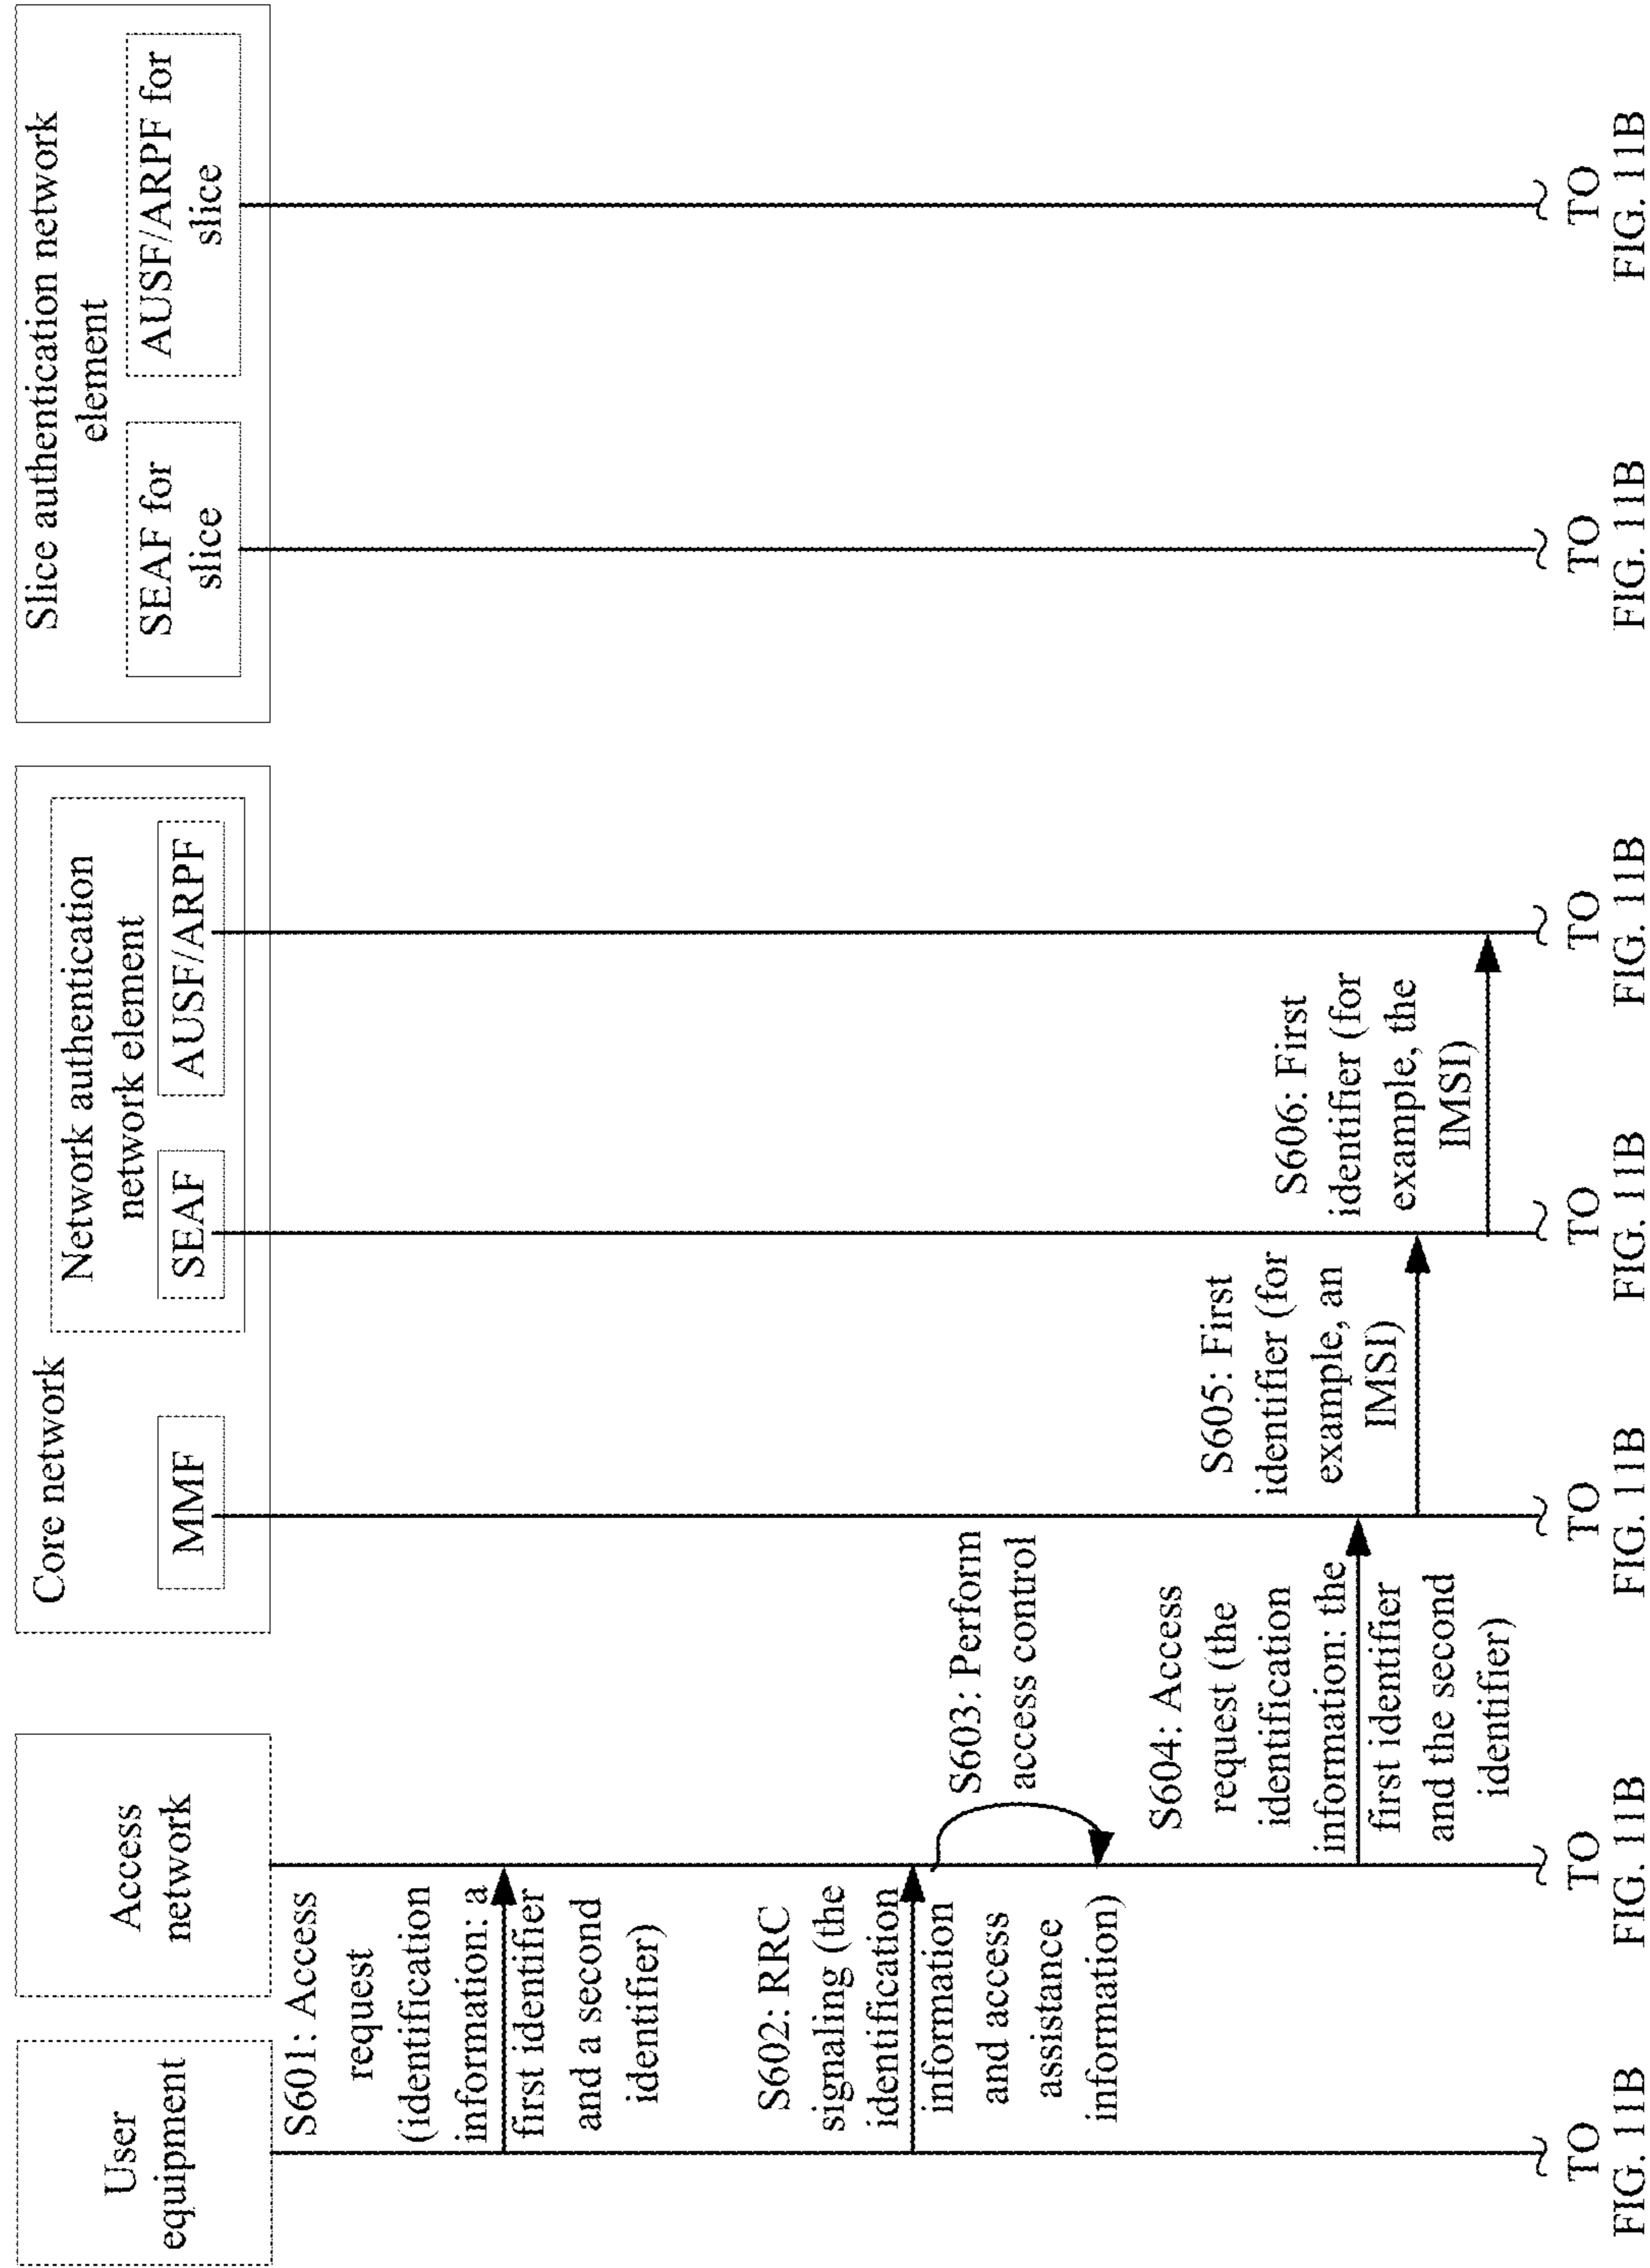 User
equipment
Access
network
Core network
MMF
Network authentication
network element
SEAF
AUSF/ARPF
Slice authentication network
element
SEAF for
slice
AUSF/ARPF for
slice
S601: Access
request
(identification
information: a
first identifier
and a second
identifier)
S602: RRC
signaling (the
identification
information
and access
assistance
information)
S603: Perform
access control
S604: Access
request (the
identification
information: the
first identifier
and the second
identifier)
S605: First
identifier (for
example, an
IMSI)
S606: First
identifier (for
example, the
IMSI)
TO
FIG. 11B
TO
FIG. 11B
TO
FIG. 11B
TO
FIG. 11B
TO
FIG. 11B
TO
FIG. 11B
TO
FIG. 11B